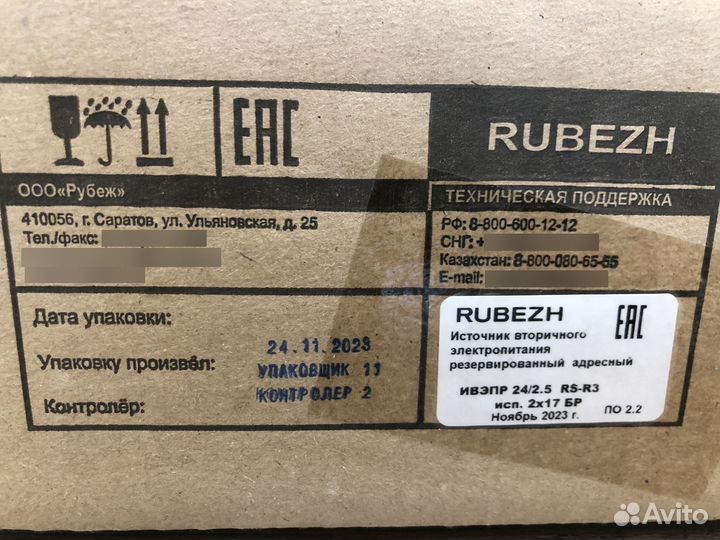 EAC
RUBEZH
ООО«Рубеж»
ТЕХНИЧЕСКАЯ ПОДДЕРЖКА
410056, г. Саратов, ул. Ульяновская, д. 25
Тел./факс:
РФ: 8-800-600-12-12
СНГ: +
Казахстан: 8-800-080-65-55
E-mail:
Дата упаковки:
24.11.2023
Упаковку произвёл:
УПАКОВЩИК 11
Контролёр:
КОНТРОЛЕР 2
RUBEZH
EAC
Источник вторичного
электропитания
резервированный адресный
ИВЭПР 24/2.5 RS-R3
исп. 2х17 БР
Ноябрь 2023 г.
ПО 2.2
Avito